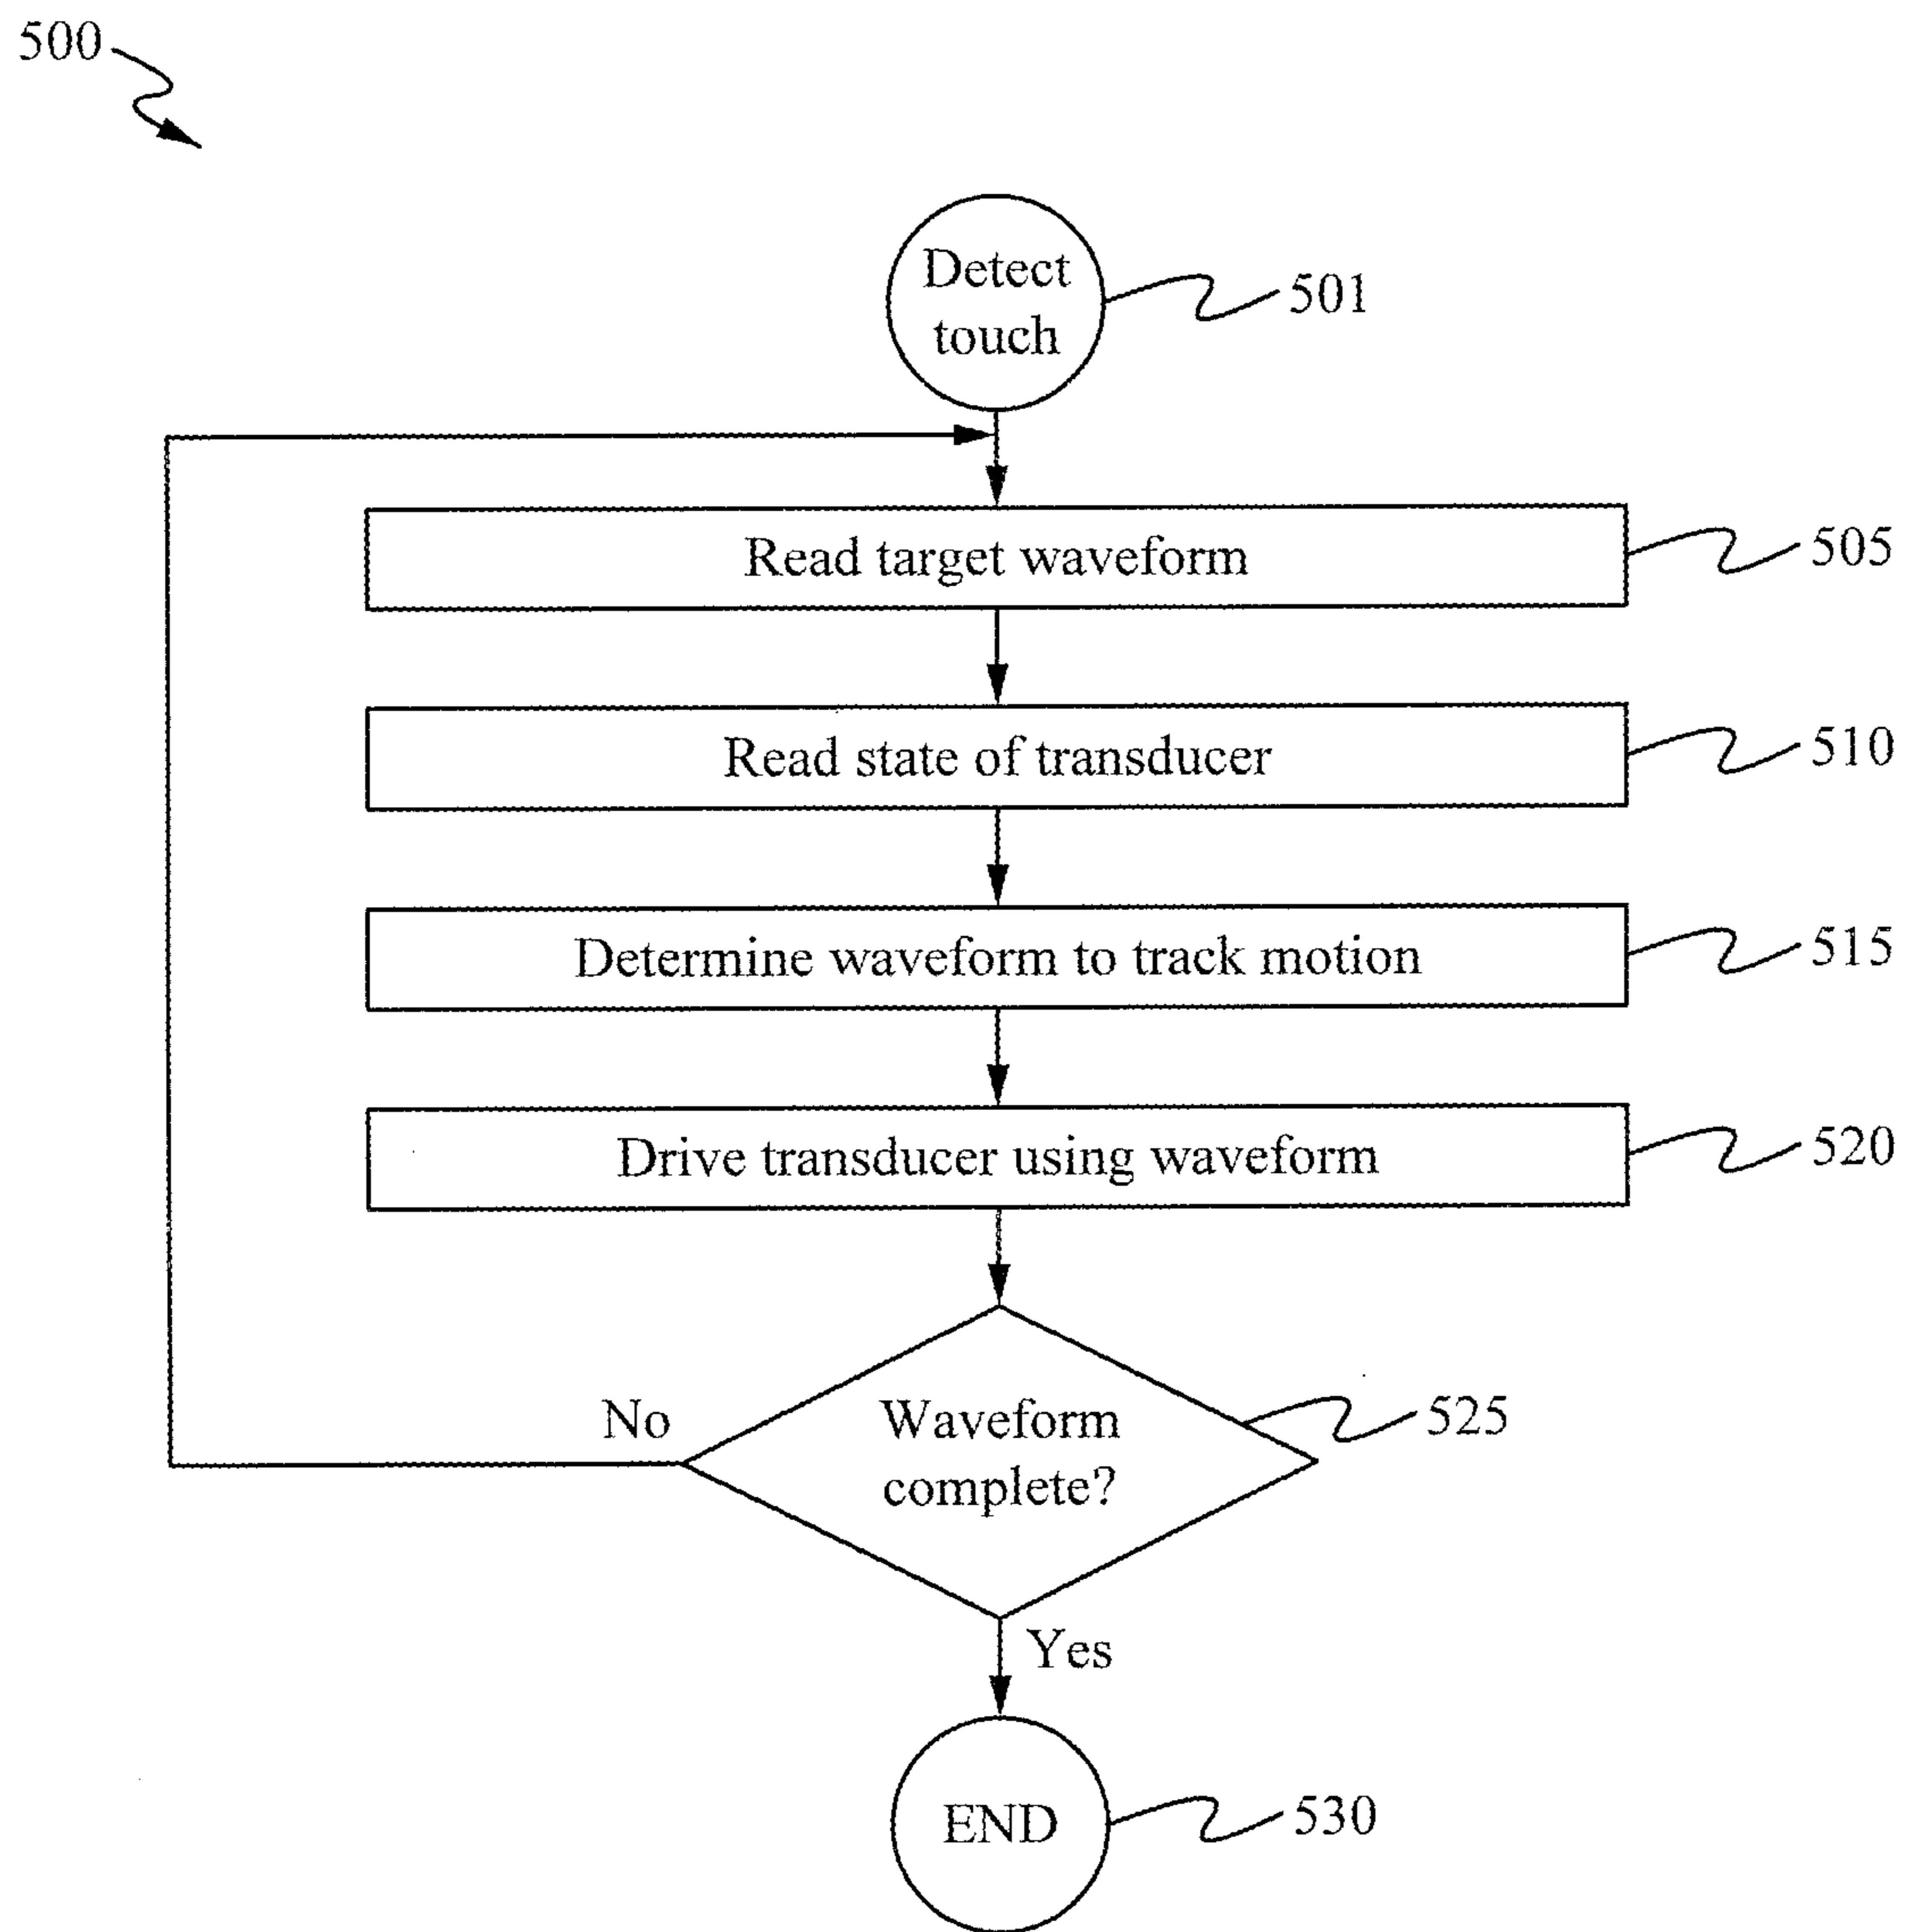 500
Detect
touch
501
Read target waveform
505
Read state of transducer
510
Determine waveform to track motion
515
Drive transducer using waveform
520
No
Waveform
complete?
525
Yes
END
530